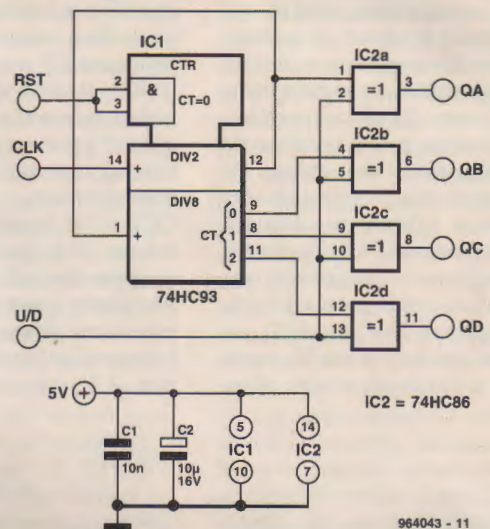 IC1
CTR
RST
2
3
&
CT=0
CLK
14
+
DIV2
12
DIV8
1
+
CT
0
1
2
9
8
11
74HC93
U/D
IC2a
1
2
=1
3
QA
IC2b
4
5
=1
6
QB
IC2c
9
10
=1
8
QC
IC2d
12
13
=1
11
QD
5V
+
C1
10n
C2
10µ
16V
5
IC1
10
14
IC2
7
IC2 = 74HC86
964043 - 11